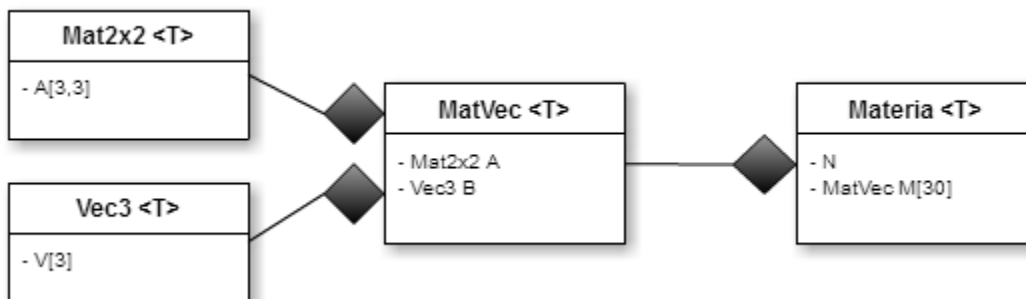 Mat2x2 <T>
- A[3,3]
Vec3 <T>
- V[3]
MatVec <T>
- Mat2x2 A
- Vec3 B
Materia <T>
- N
- MatVec M[30]